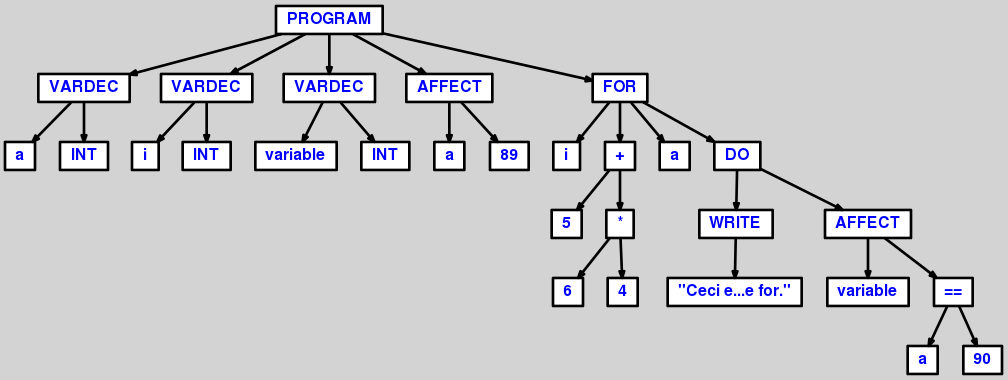 PROGRAM
VARDEC VARDEC VARDEC AFFECT FOR
a INT i INT variable INT a 89 i + a DO
5 * WRITE AFFECT
6 4 "Ceci e...e for." variable ==
a 90